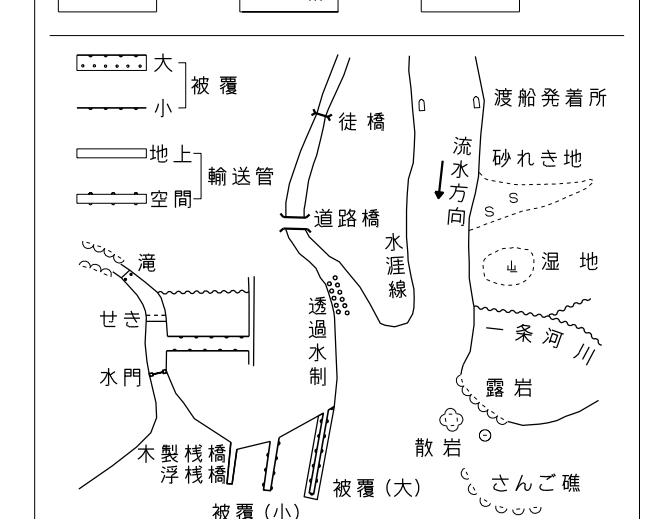 大
被覆
小
徒橋
渡船発着所
地上
輸送管
空間
流水方向
砂れき地
道路橋
水涯線
滝
湿地
せき
透過水制
一条河川
水門
露岩
木製桟橋
浮桟橋
散岩
被覆(大)
さんご礁
被覆(小)